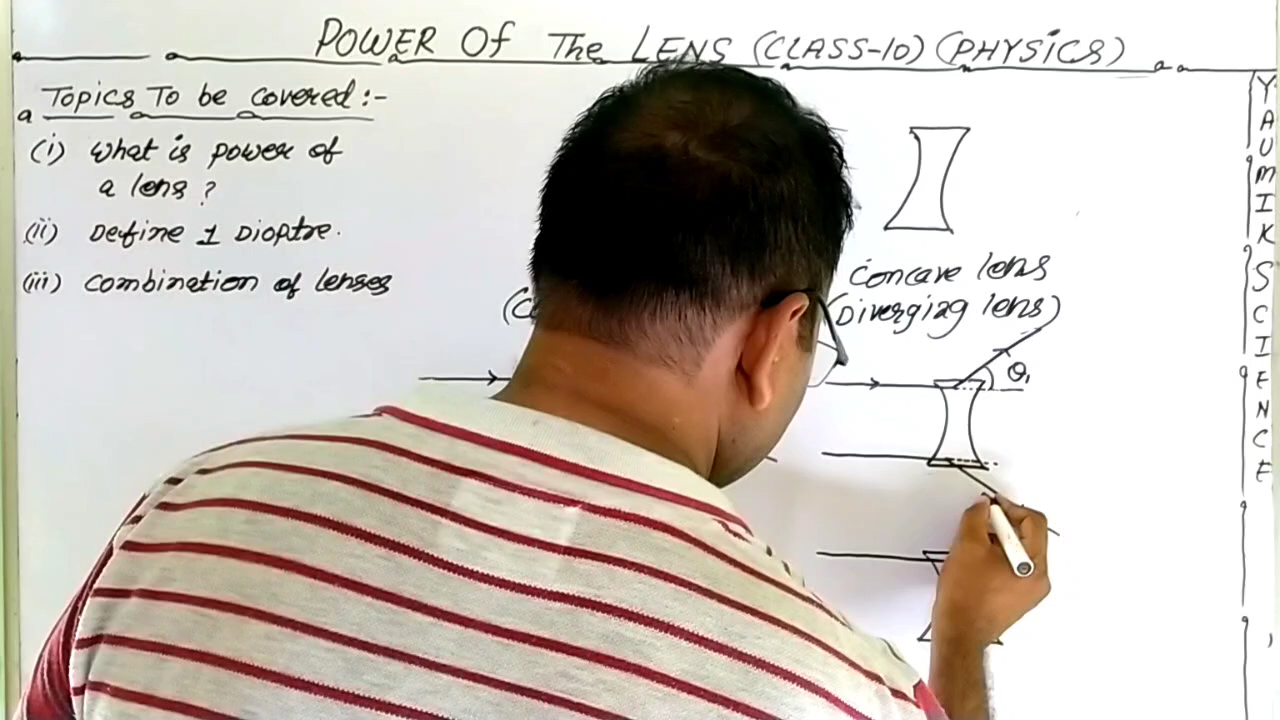 POWER OF The LENS (CLASS-10) (PHYSICS)
Topics To be covered :-
(i) What is power of
a lens ?
(ii) Define 1 Dioptre.
(iii) Combination of lenses
Concave lens
(Diverging lens)
θ1
YAUMIK SCIENCE